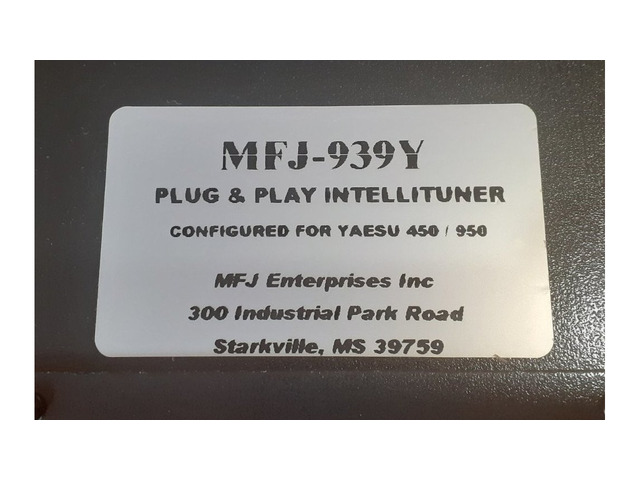 MFJ-939Y
PLUG & PLAY INTELLITUNER
CONFIGURED FOR YAESU 450 / 950
MFJ Enterprises Inc
300 Industrial Park Road
Starkville, MS 39759